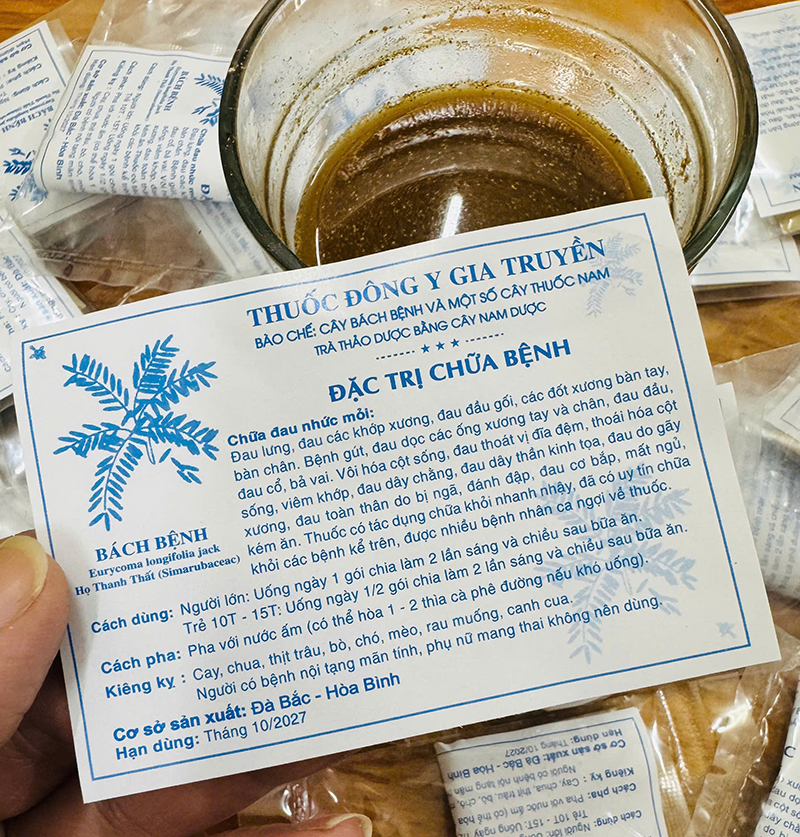 THUỐC ĐÔNG Y GIA TRUYỀN
BÀO CHẾ: CÂY BÁCH BỆNH VÀ MỘT SỐ CÂY THUỐC NAM
TRÀ THẢO DƯỢC BẰNG CÂY NAM DƯỢC
ĐẶC TRỊ CHỮA BỆNH
BÁCH BỆNH
Eurycoma longifolia jack
Họ Thanh Thất (Simarubaceac)
Chữa đau nhức mỏi:
Đau lưng, đau các khớp xương, đau đầu gối, các đốt xương bàn tay,
bàn chân. Bệnh gút, đau dọc các ống xương tay và chân, đau đầu,
đau cổ, bả vai. Vôi hóa cột sống, đau thoát vị đĩa đệm, thoái hóa cột
sống, viêm khớp, đau dây chằng, đau dây thần kinh tọa, đau do gãy
xương, đau toàn thân do bị ngã, đánh đập, đau cơ bắp, mất ngủ,
kém ăn. Thuốc có tác dụng chữa khỏi nhanh nhậy, đã có uy tín chữa
khỏi các bệnh kể trên, được nhiều bệnh nhân ca ngợi về thuốc.
Cách dùng: Người lớn: Uống ngày 1 gói chia làm 2 lần sáng và chiều sau bữa ăn.
Trẻ 10T - 15T: Uống ngày 1/2 gói chia làm 2 lần sáng và chiều sau bữa ăn.
Cách pha: Pha với nước ấm (có thể hòa 1 - 2 thìa cà phê đường nếu khó uống).
Kiêng kỵ : Cay, chua, thịt trâu, bò, chó, mèo, rau muống, canh cua.
Người có bệnh nội tạng mãn tính, phụ nữ mang thai không nên dùng.
Cơ sở sản xuất: Đà Bắc - Hòa Bình
Hạn dùng: Tháng 10/2027